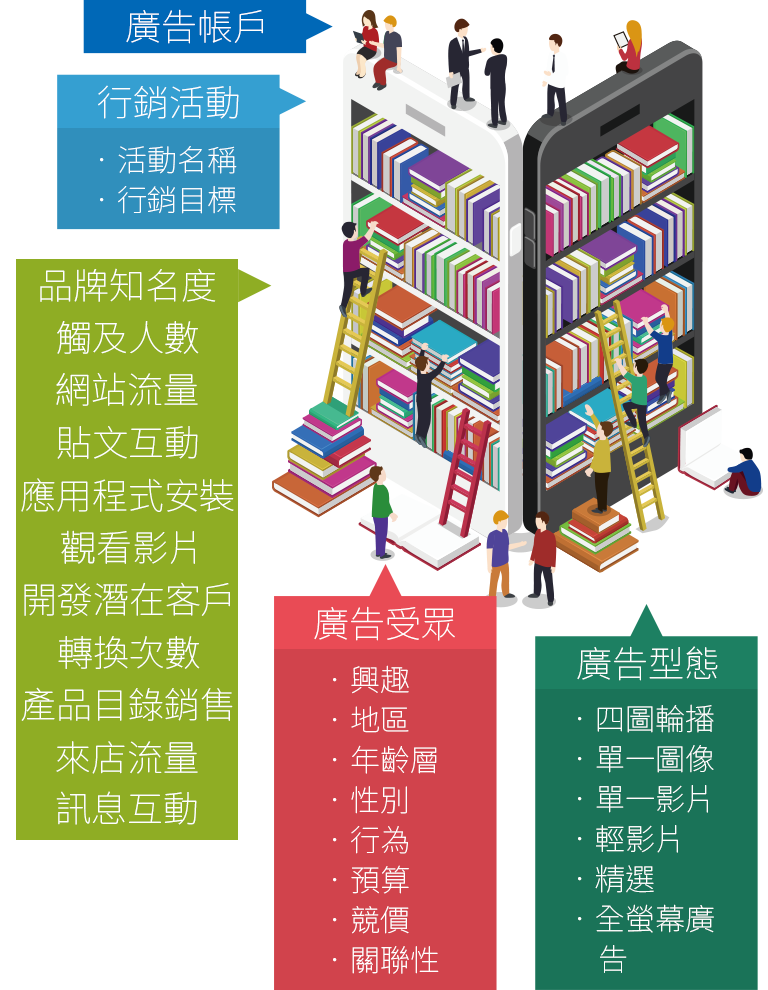 廣告帳戶
行銷活動
· 活動名稱
· 行銷目標
品牌知名度
觸及人數
網站流量
貼文互動
應用程式安裝
觀看影片
開發潛在客戶
轉換次數
產品目錄銷售
來店流量
訊息互動
廣告受眾
· 興趣
· 地區
· 年齡層
· 性別
· 行為
· 預算
· 競價
· 關聯性
廣告型態
· 四圖輪播
· 單一圖像
· 單一影片
· 輕影片
· 精選
· 全螢幕廣
告